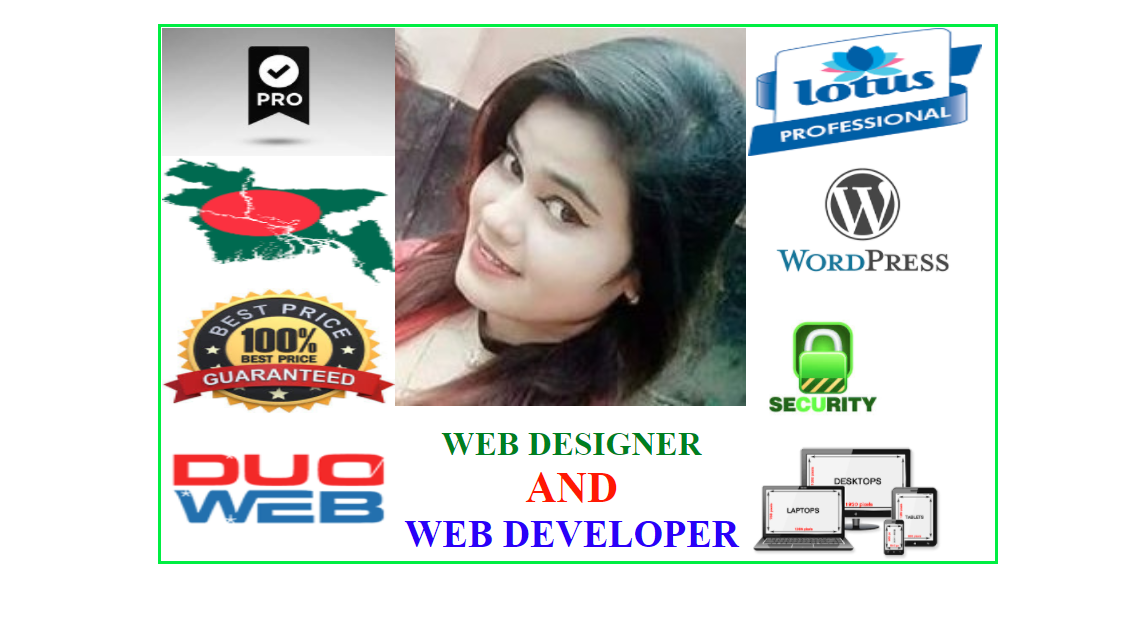 PRO
BEST PRICE
100%
BEST PRICE
GUARANTEED
DUO
WEB
WEB DESIGNER
AND
WEB DEVELOPER
lotus
PROFESSIONAL
WORDPRESS
SECURITY
DESKTOPS
LAPTOPS
TABLETS